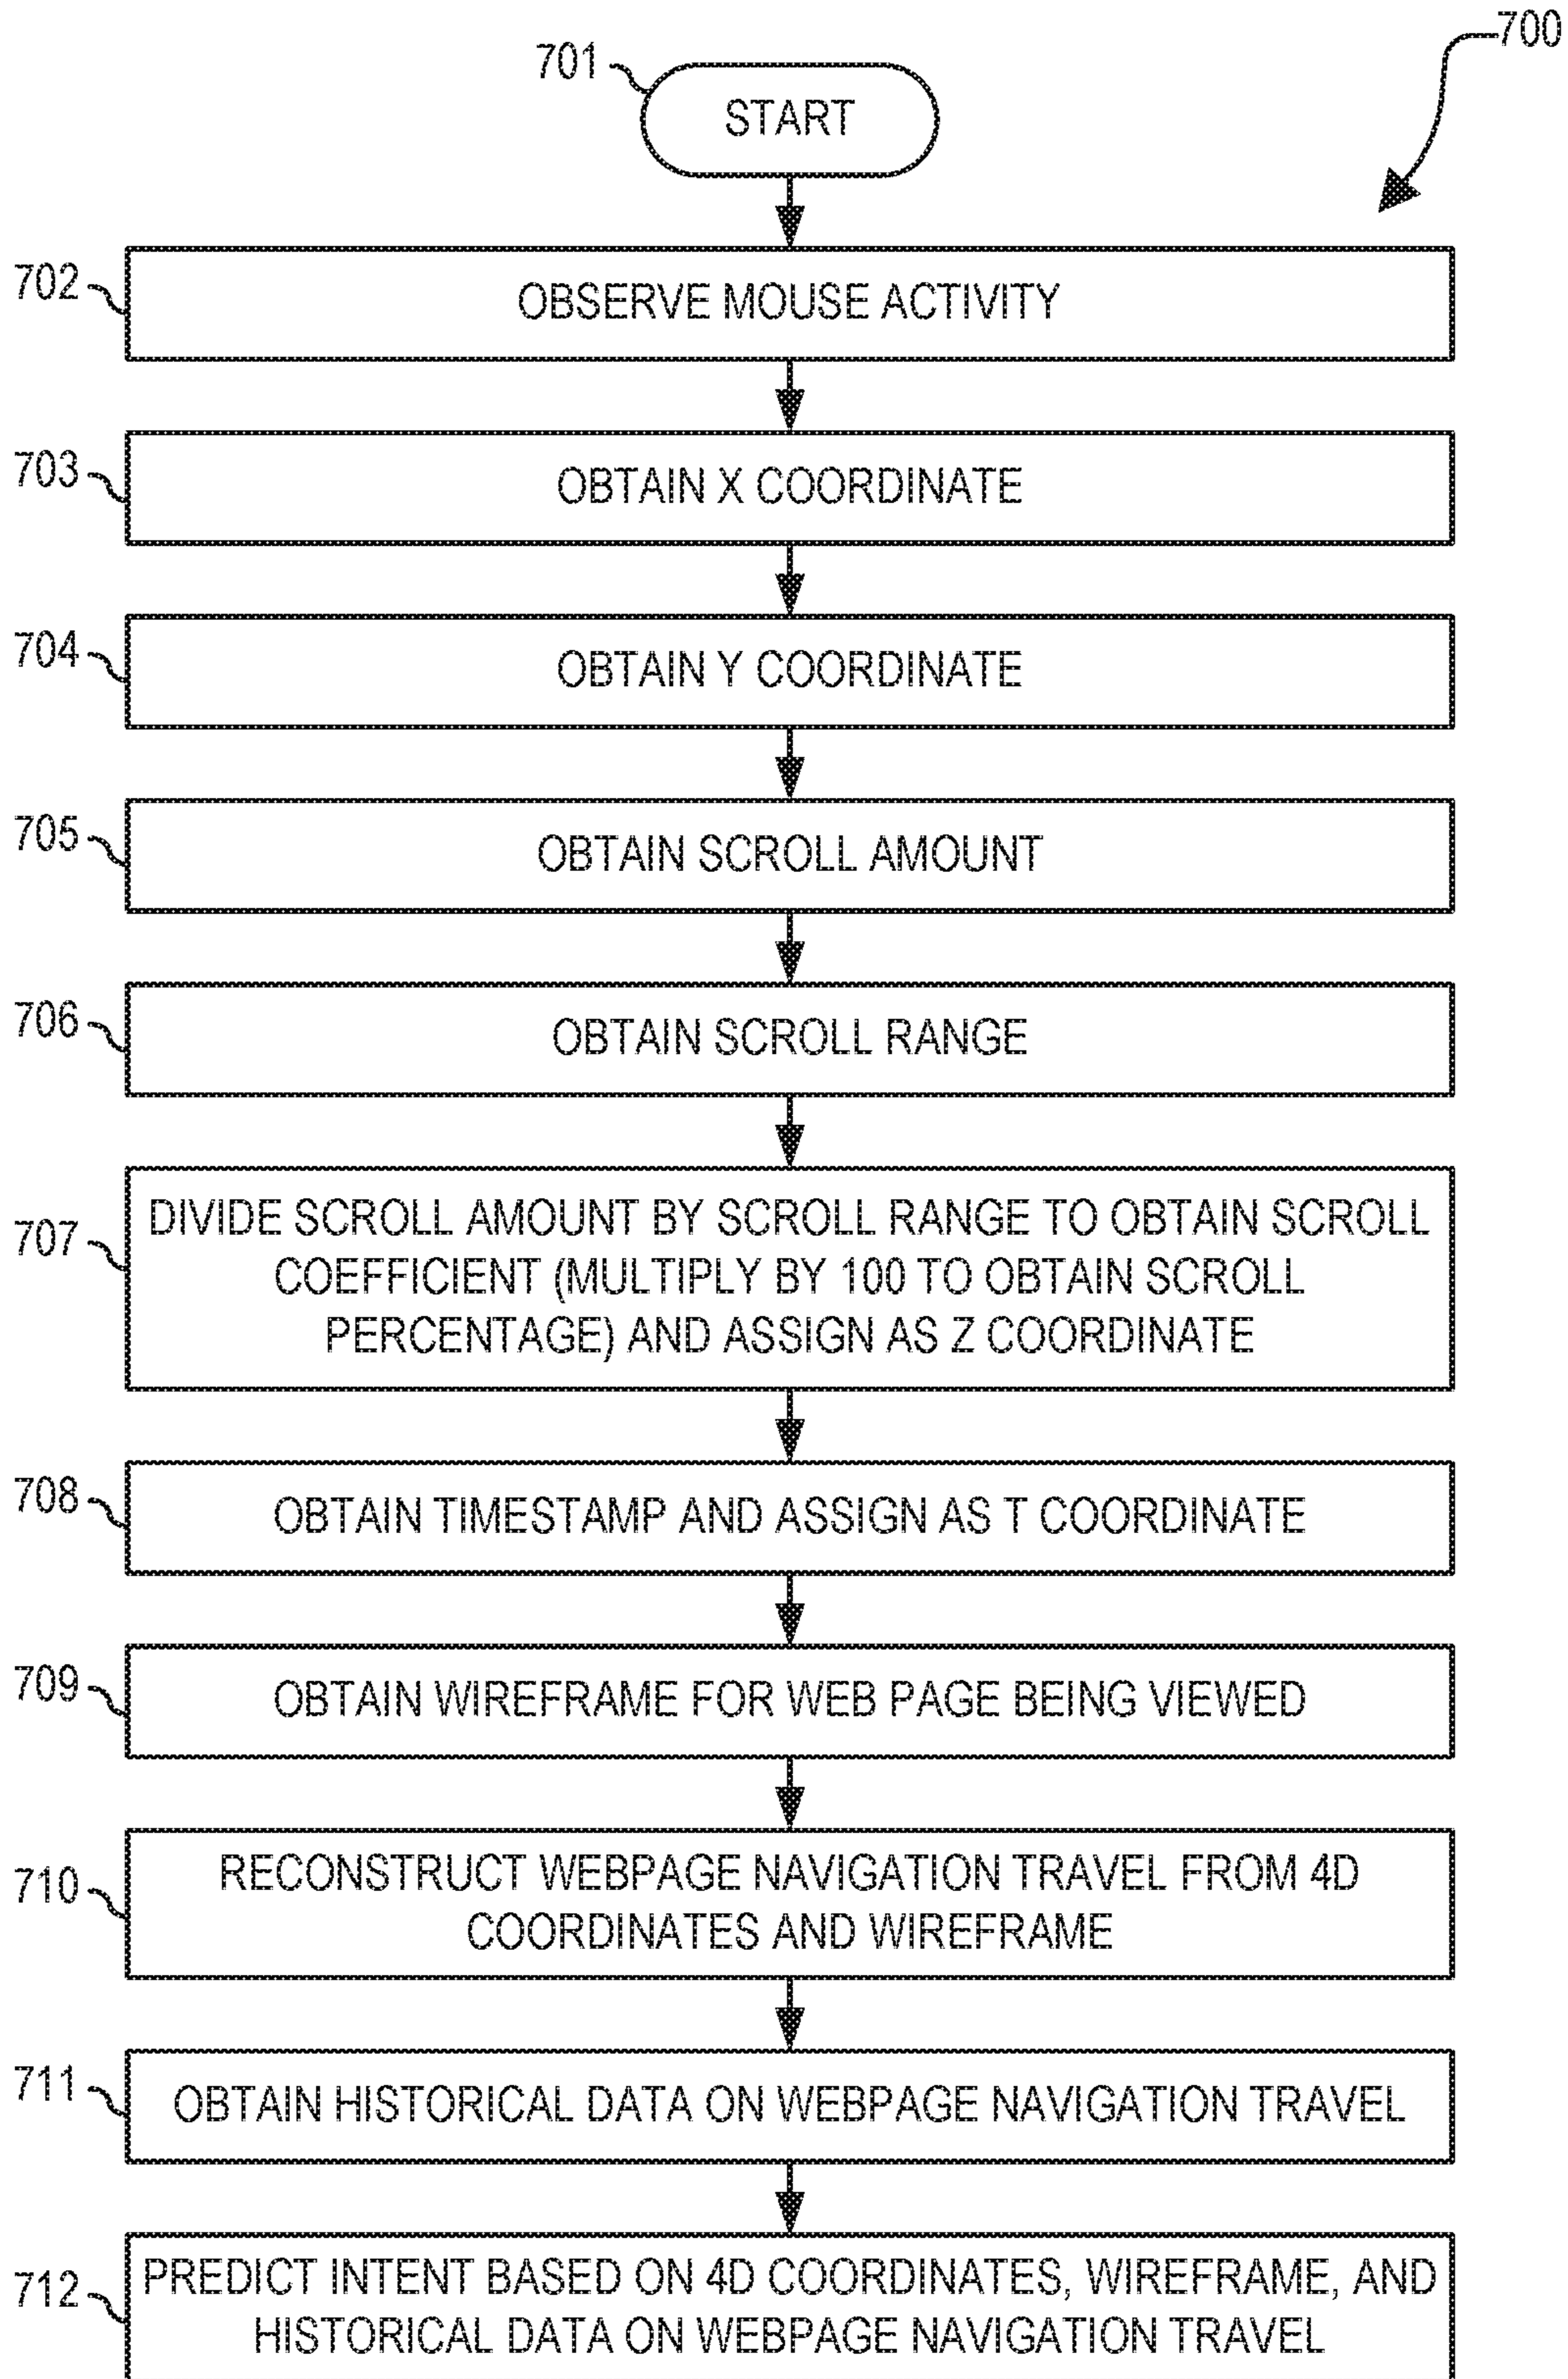 700
701
START
702
OBSERVE MOUSE ACTIVITY
703
OBTAIN X COORDINATE
704
OBTAIN Y COORDINATE
705
OBTAIN SCROLL AMOUNT
706
OBTAIN SCROLL RANGE
707
DIVIDE SCROLL AMOUNT BY SCROLL RANGE TO OBTAIN SCROLL
COEFFICIENT (MULTIPLY BY 100 TO OBTAIN SCROLL
PERCENTAGE) AND ASSIGN AS Z COORDINATE
708
OBTAIN TIMESTAMP AND ASSIGN AS T COORDINATE
709
OBTAIN WIREFRAME FOR WEB PAGE BEING VIEWED
710
RECONSTRUCT WEBPAGE NAVIGATION TRAVEL FROM 4D
COORDINATES AND WIREFRAME
711
OBTAIN HISTORICAL DATA ON WEBPAGE NAVIGATION TRAVEL
712
PREDICT INTENT BASED ON 4D COORDINATES, WIREFRAME, AND
HISTORICAL DATA ON WEBPAGE NAVIGATION TRAVEL